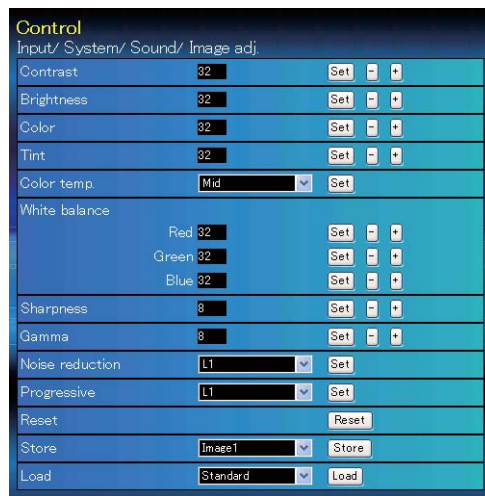 Control
Input/ System/ Sound/ Image adj.
Contrast 32 Set - +
Brightness 32 Set - +
Color 32 Set - +
Tint 32 Set - +
Color temp. Mid Set
White balance
Red 32 Set - +
Green 32 Set - +
Blue 32 Set - +
Sharpness 8 Set - +
Gamma 8 Set - +
Noise reduction L1 Set
Progressive L1 Set
Reset Reset
Store Image1 Store
Load Standard Load